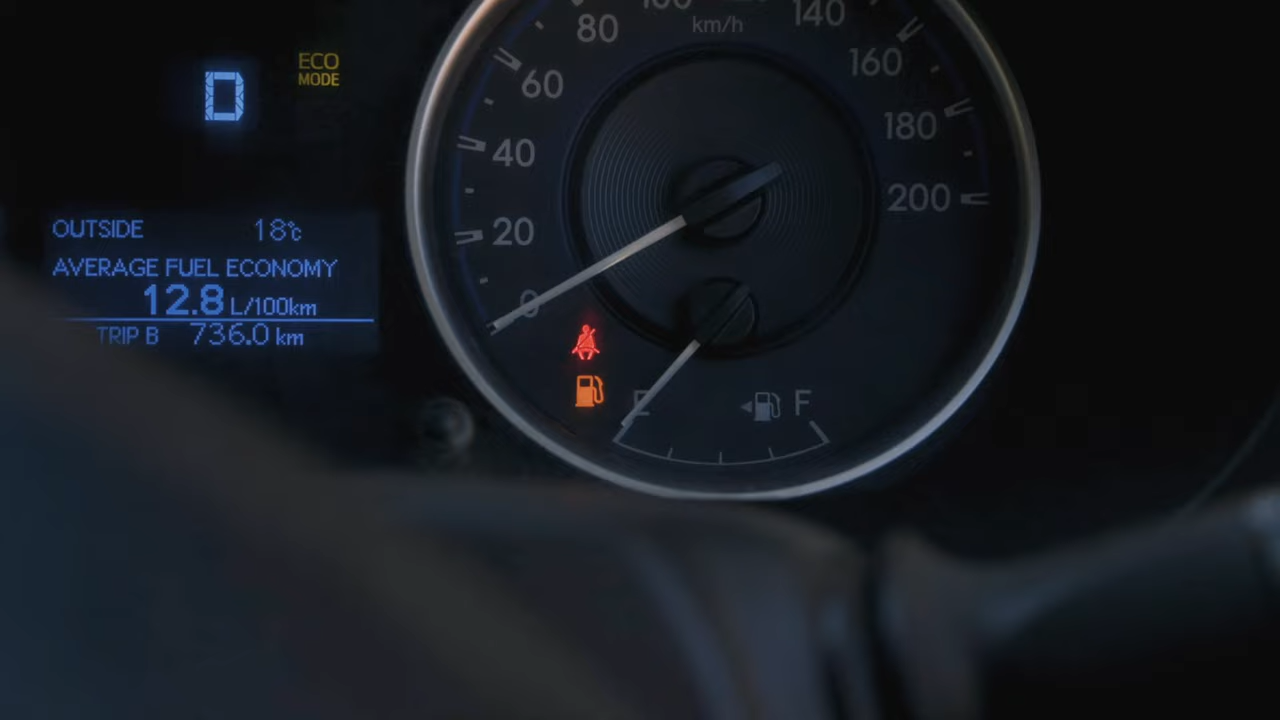 D
ECO
MODE
OUTSIDE 18℃
AVERAGE FUEL ECONOMY
12.8 L/100km
TRIP B 736.0 km
0
20
40
60
80
100
140
160
180
200
km/h
E
F